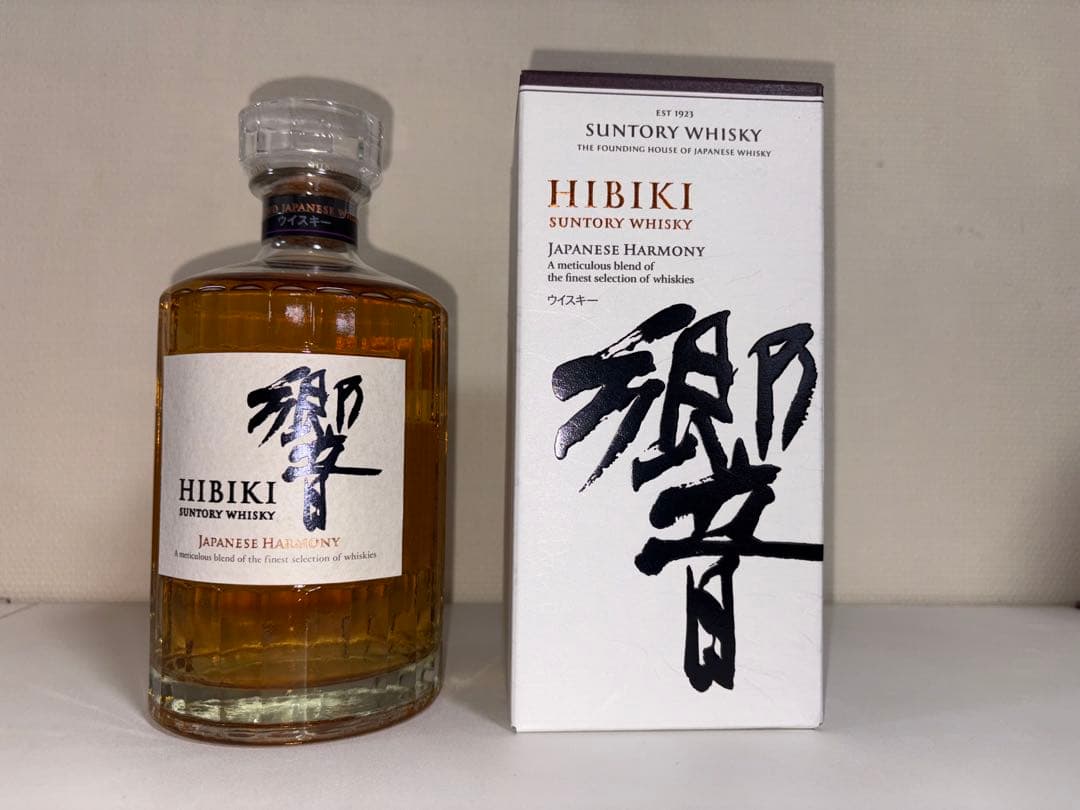 JAPANESE WHI
ウイスキー
響
HIBIKI
SUNTORY WHISKY
JAPANESE HARMONY
A meticulous blend of the finest selection of whiskies
EST 1923
SUNTORY WHISKY
THE FOUNDING HOUSE OF JAPANESE WHISKY
HIBIKI
SUNTORY WHISKY
JAPANESE HARMONY
A meticulous blend of
the finest selection of whiskies
ウイスキー
響